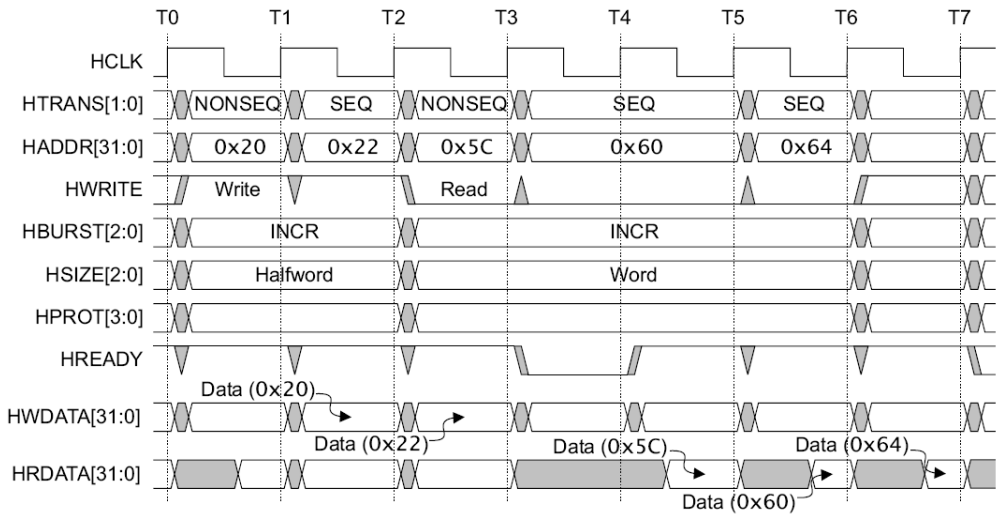 T0 T1 T2 T3 T4 T5 T6 T7
HCLK
HTRANS[1:0] NONSEQ SEQ NONSEQ SEQ SEQ
HADDR[31:0] 0x20 0x22 0x5C 0x60 0x64
HWRITE Write Read
HBURST[2:0] INCR INCR
HSIZE[2:0] Halfword Word
HPROT[3:0]
HREADY
Data (0x20)
HWDATA[31:0]
Data (0x22) Data (0x5C) Data (0x64)
HRDATA[31:0]
Data (0x60)